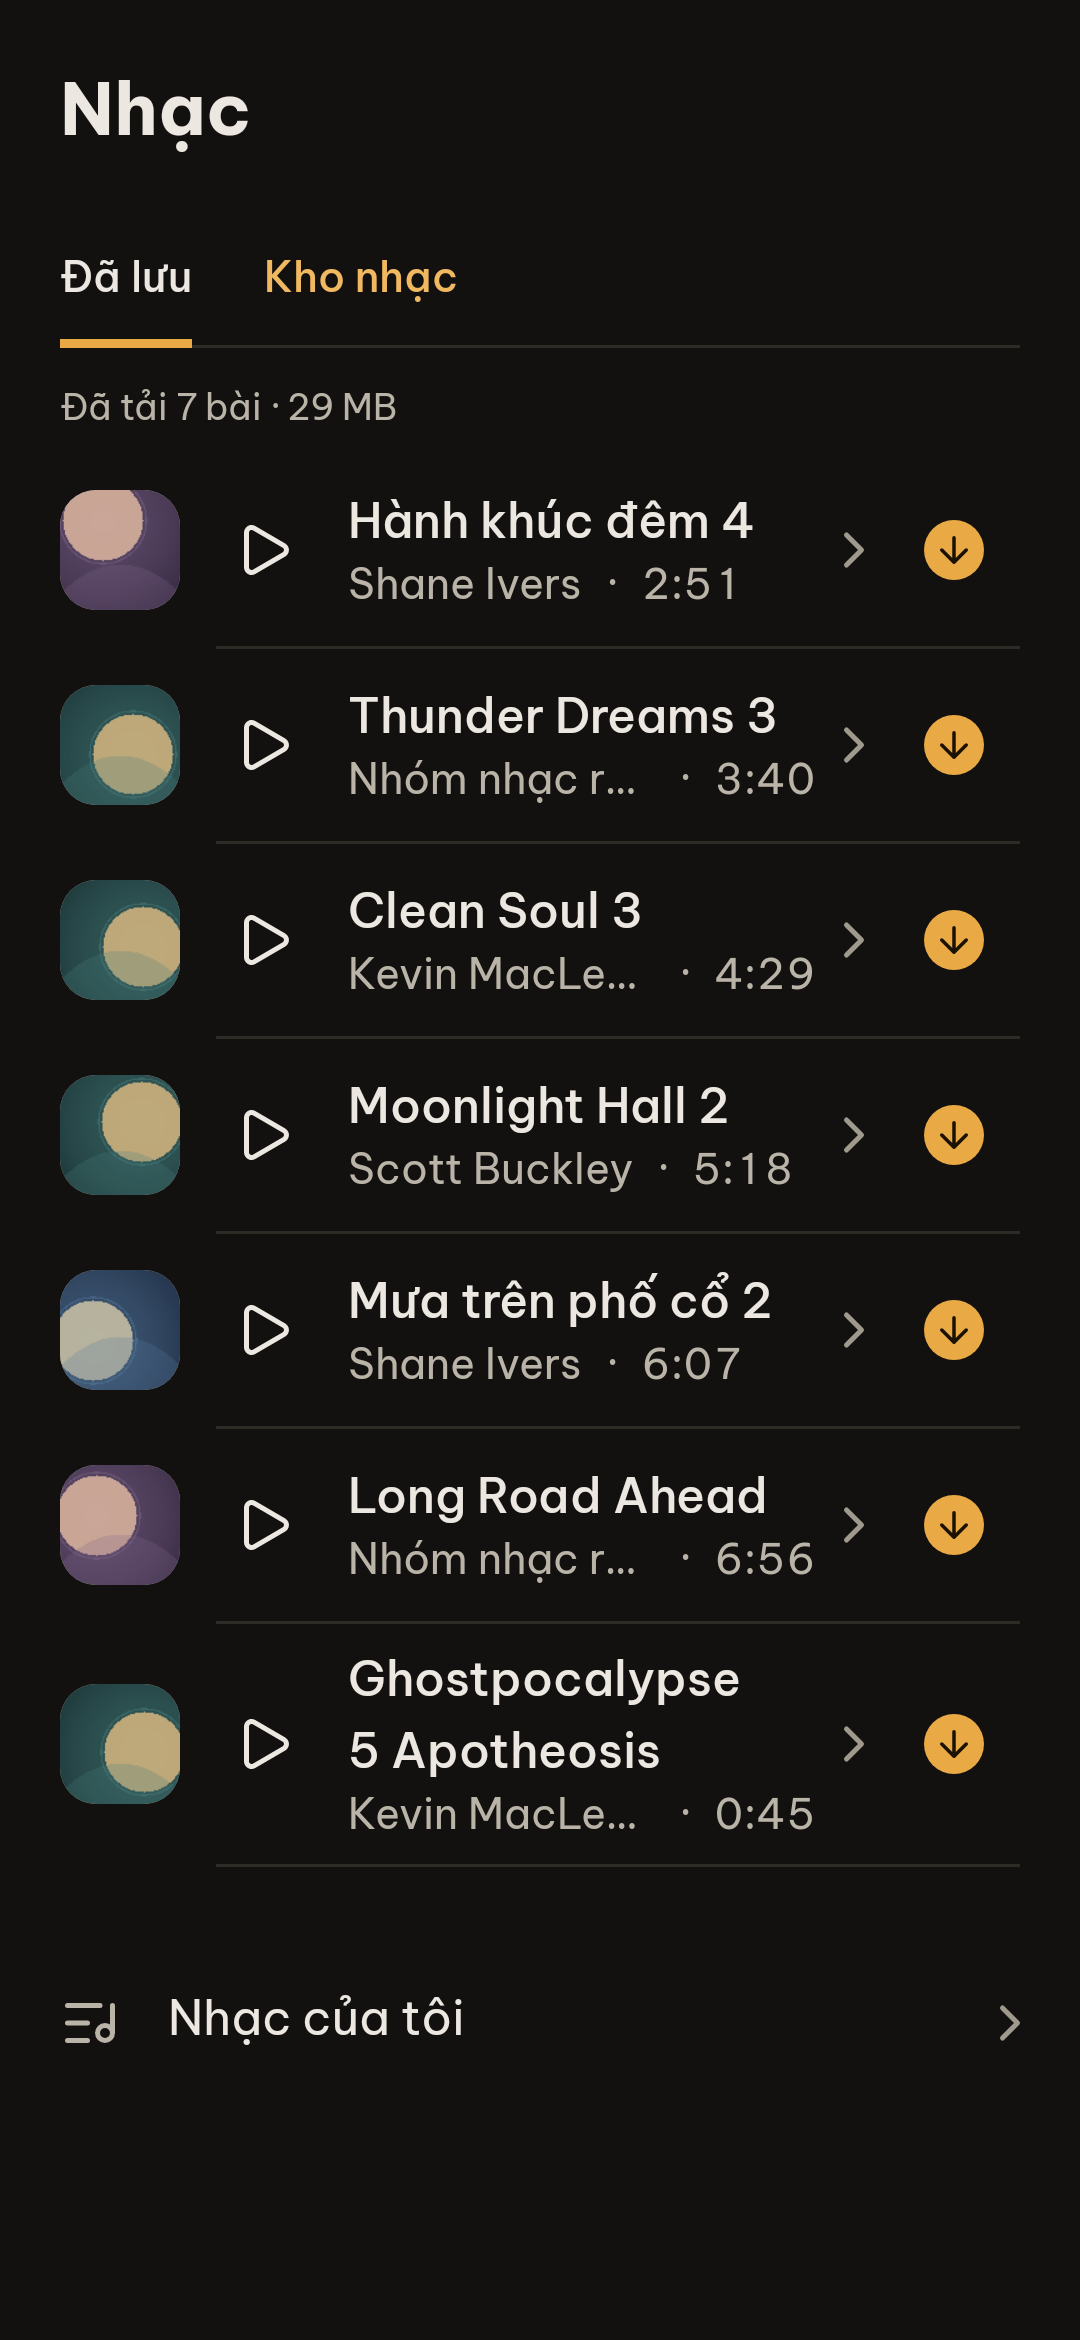 Nhạc
Đã lưu
Kho nhạc
Đã tải 7 bài · 29 MB
Hành khúc đêm 4
Shane Ivers · 2:51
Thunder Dreams 3
Nhóm nhạc r... · 3:40
Clean Soul 3
Kevin MacLe... · 4:29
Moonlight Hall 2
Scott Buckley · 5:18
Mưa trên phố cổ 2
Shane Ivers · 6:07
Long Road Ahead
Nhóm nhạc r... · 6:56
Ghostpocalypse
5 Apotheosis
Kevin MacLe... · 0:45
Nhạc của tôi